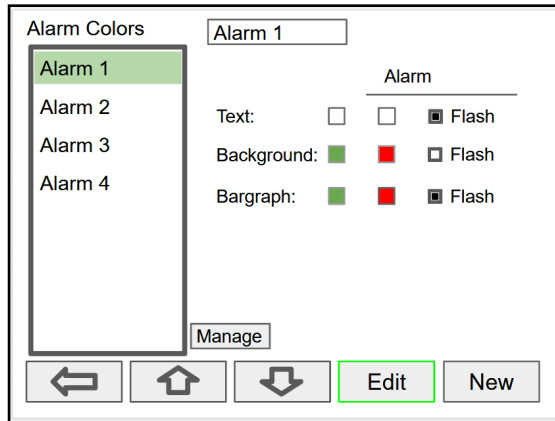 Alarm Colors
Alarm 1
Alarm 1
Alarm 2
Alarm 3
Alarm 4
Alarm
Text: Flash
Background: Flash
Bargraph: Flash
Manage
Edit
New